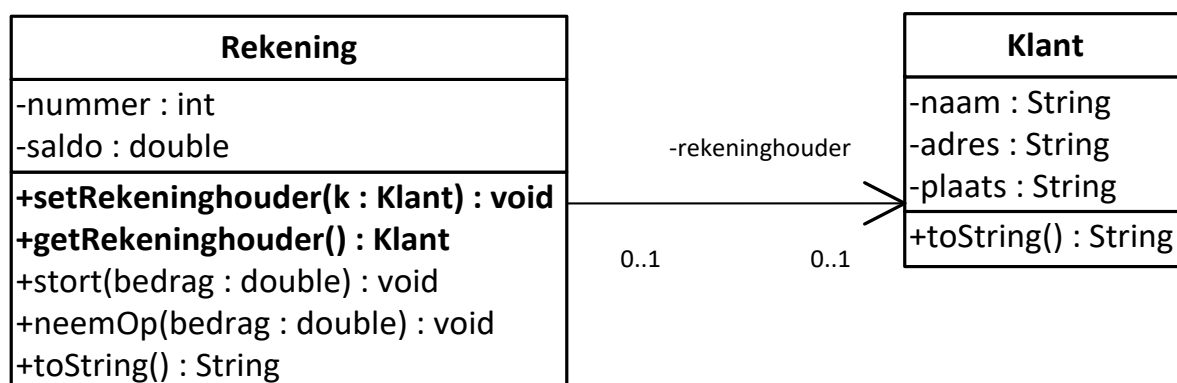 Rekening
-nummer : int
-saldo : double
+setRekeninghouder(k : Klant) : void
+getRekeninghouder() : Klant
+stort(bedrag : double) : void
+neemOp(bedrag : double) : void
+toString() : String
-rekeninghouder
0..1
0..1
Klant
-naam : String
-adres : String
-plaats : String
+toString() : String